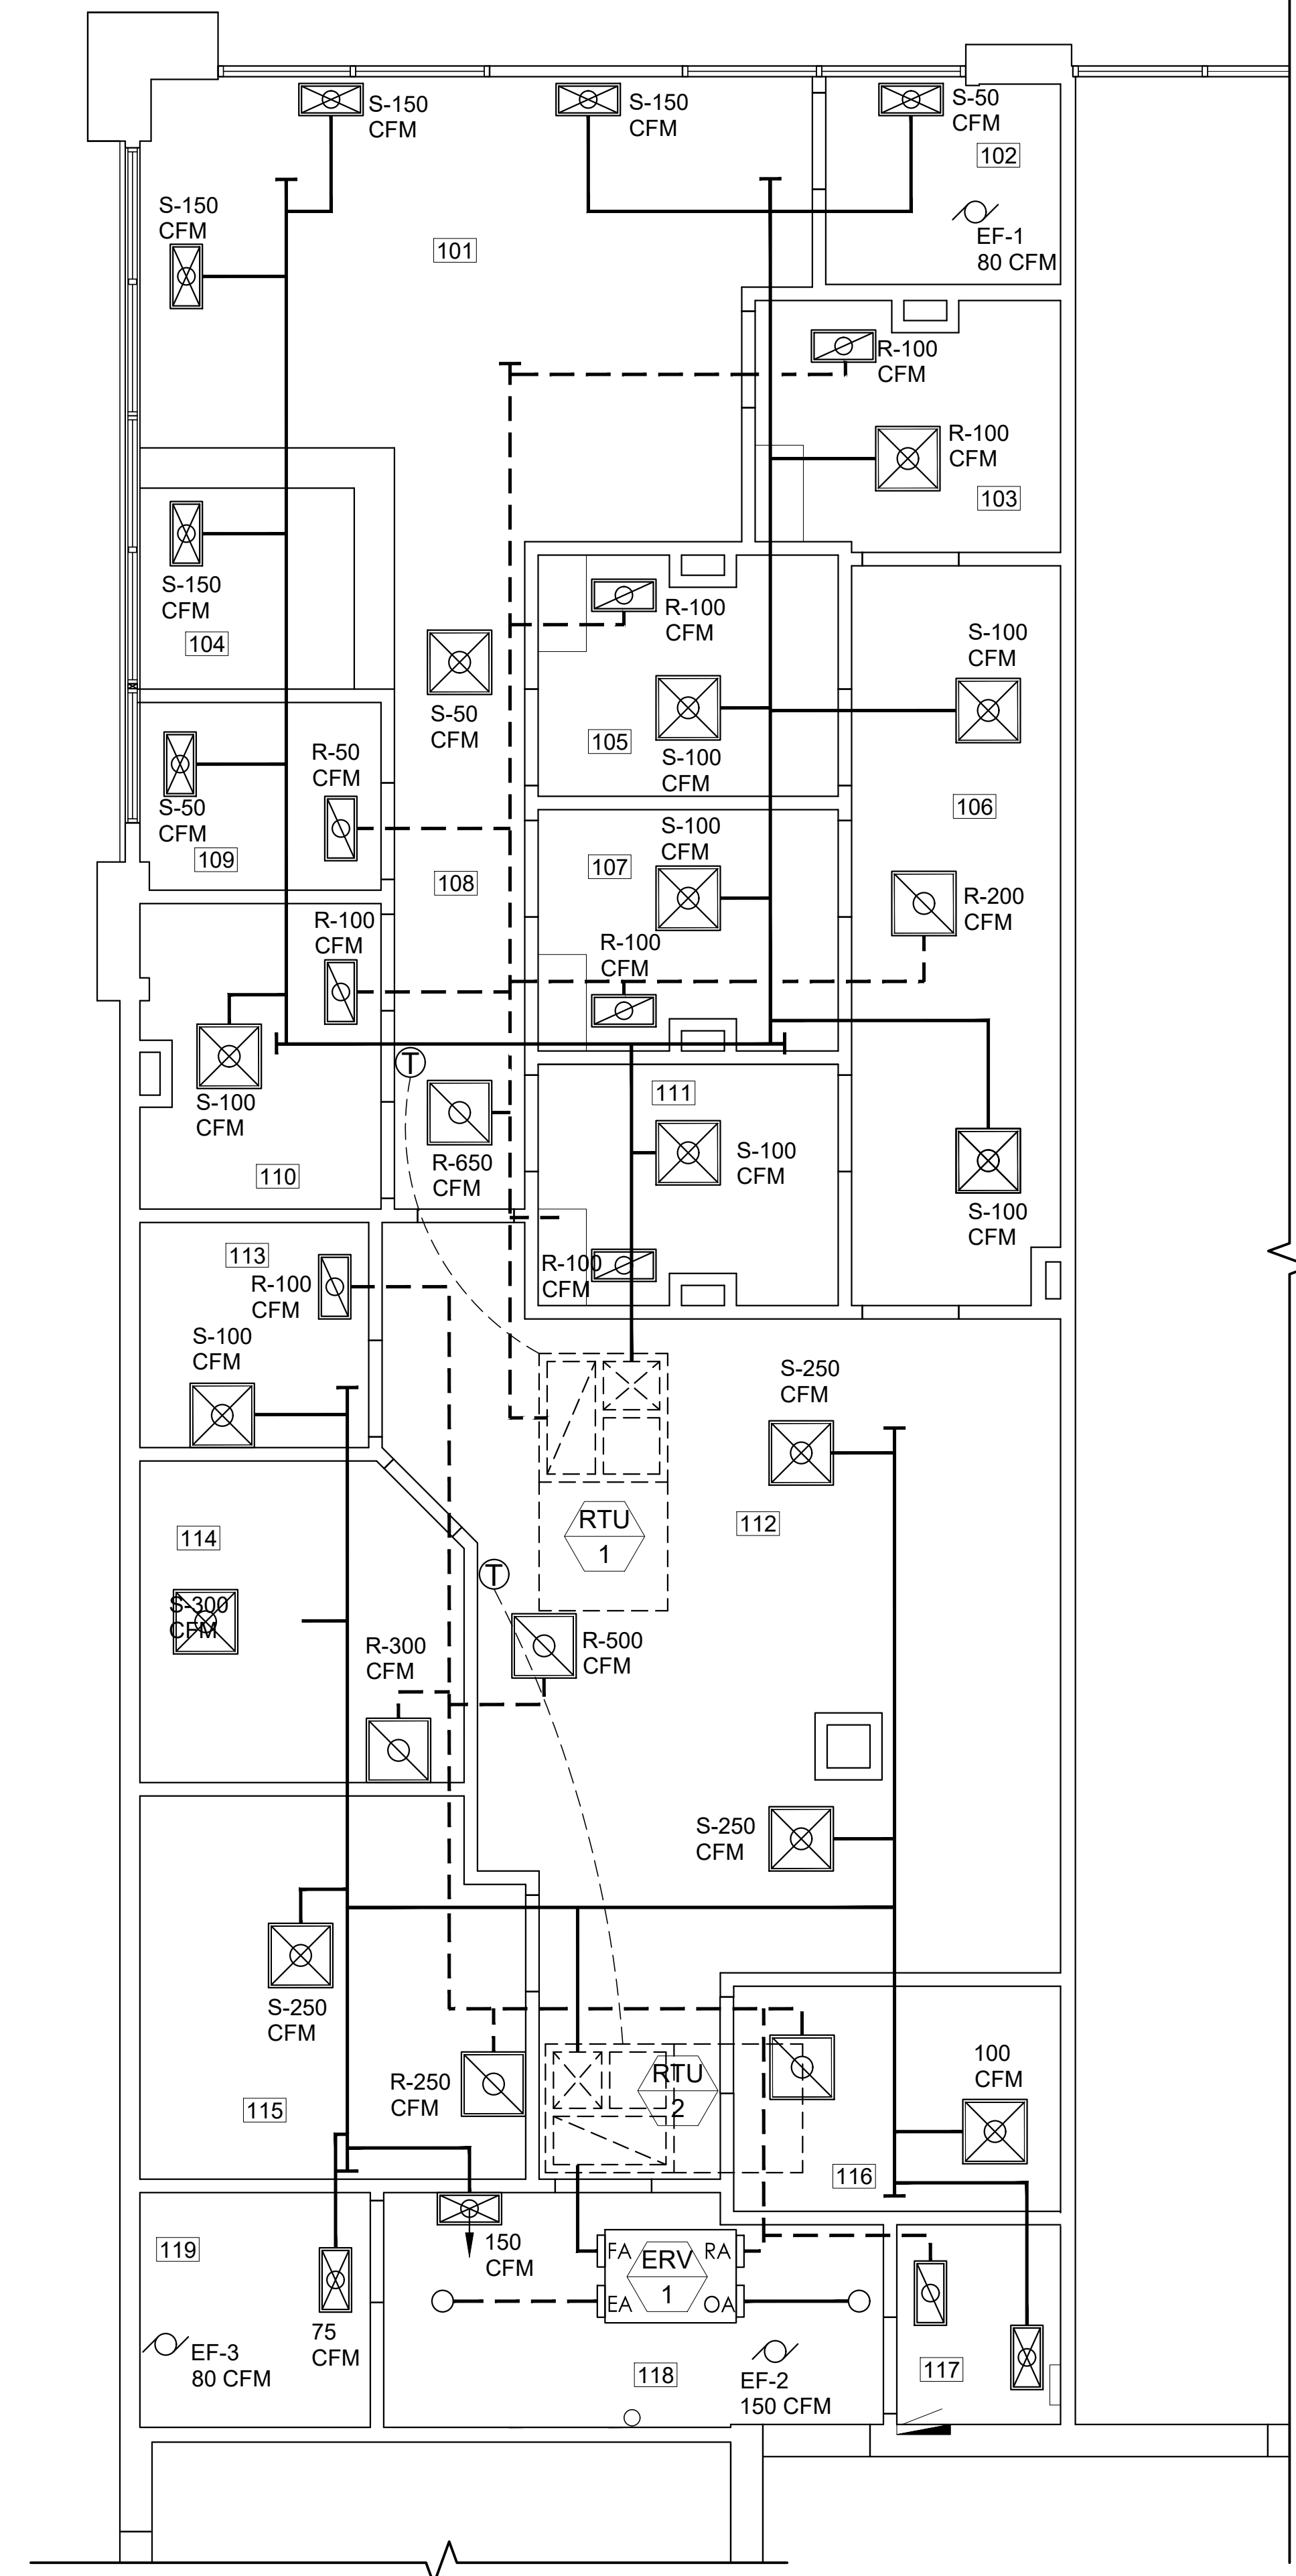 S-150
CFM
S-150
CFM
S-50
CFM
102
S-150
CFM
101
EF-1
80 CFM
R-100
CFM
R-100
CFM
103
S-150
CFM
104
R-100
CFM
S-100
CFM
S-50
CFM
105
S-100
CFM
R-50
CFM
S-50
CFM
109
106
S-100
CFM
107
108
R-200
CFM
R-100
CFM
R-100
CFM
T
S-100
CFM
110
111
S-100
CFM
R-650
CFM
S-100
CFM
113
R-100
CFM
R-100
CFM
S-100
CFM
S-250
CFM
RTU
1
112
114
T
S-300
CFM
R-300
CFM
R-500
CFM
S-250
CFM
S-250
CFM
R-250
CFM
RTU
2
100
CFM
115
116
119
150
CFM
FA
ERV
RA
1
EA
OA
75
CFM
EF-3
80 CFM
118
EF-2
150 CFM
117